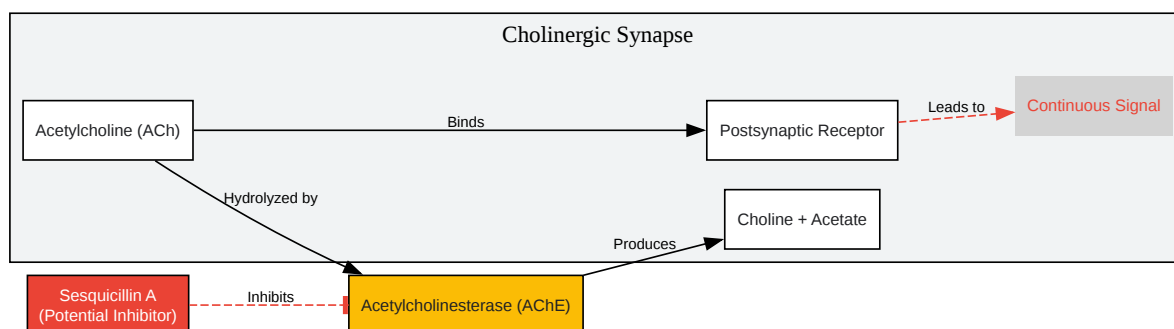 Cholinergic Synapse
Continuous Signal
Leads to
Acetylcholine (ACh)
Binds
Postsynaptic Receptor
Hydrolyzed by
Choline + Acetate
Produces
Sesquicillin A
(Potential Inhibitor)
Inhibits
Acetylcholinesterase (AChE)